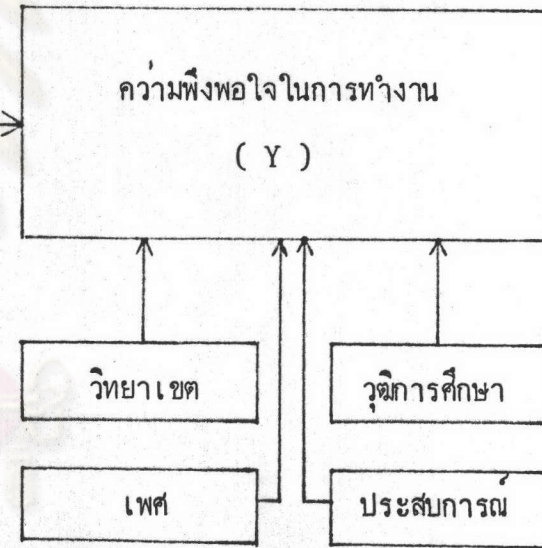 ความพึงพอใจในการทำงาน
( Y )
วิทยาเขต
วุฒิการศึกษา
เพศ
ประสบการณ์